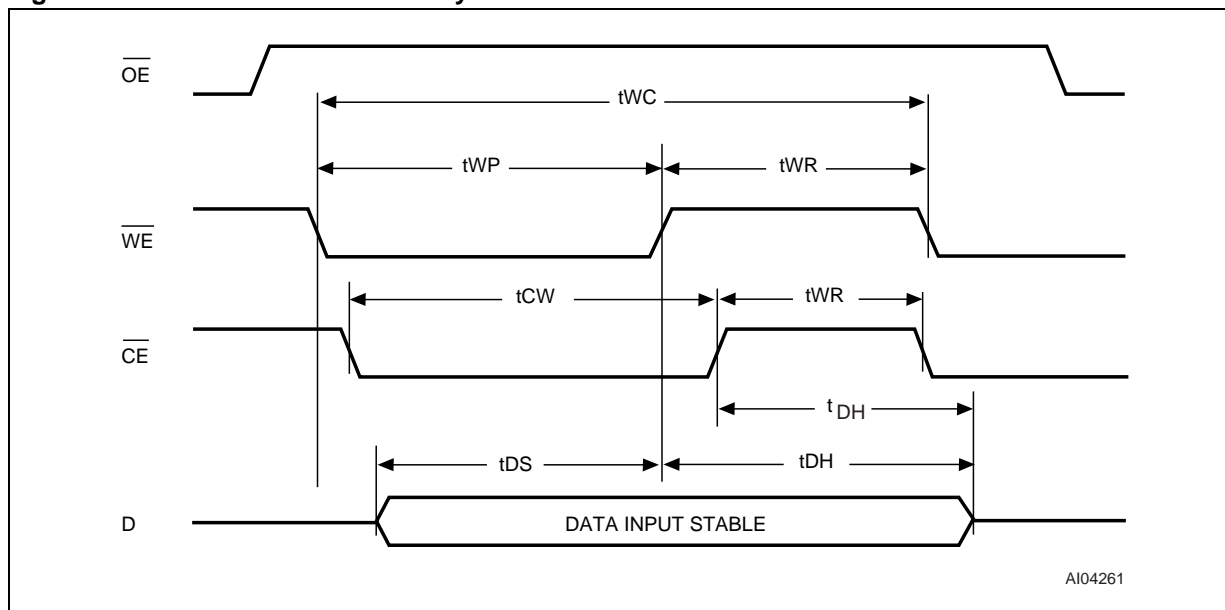 OE
tWC
tWP
tWR
WE
tCW
tWR
CE
tDH
tDS
tDH
D
DATA INPUT STABLE
AI04261